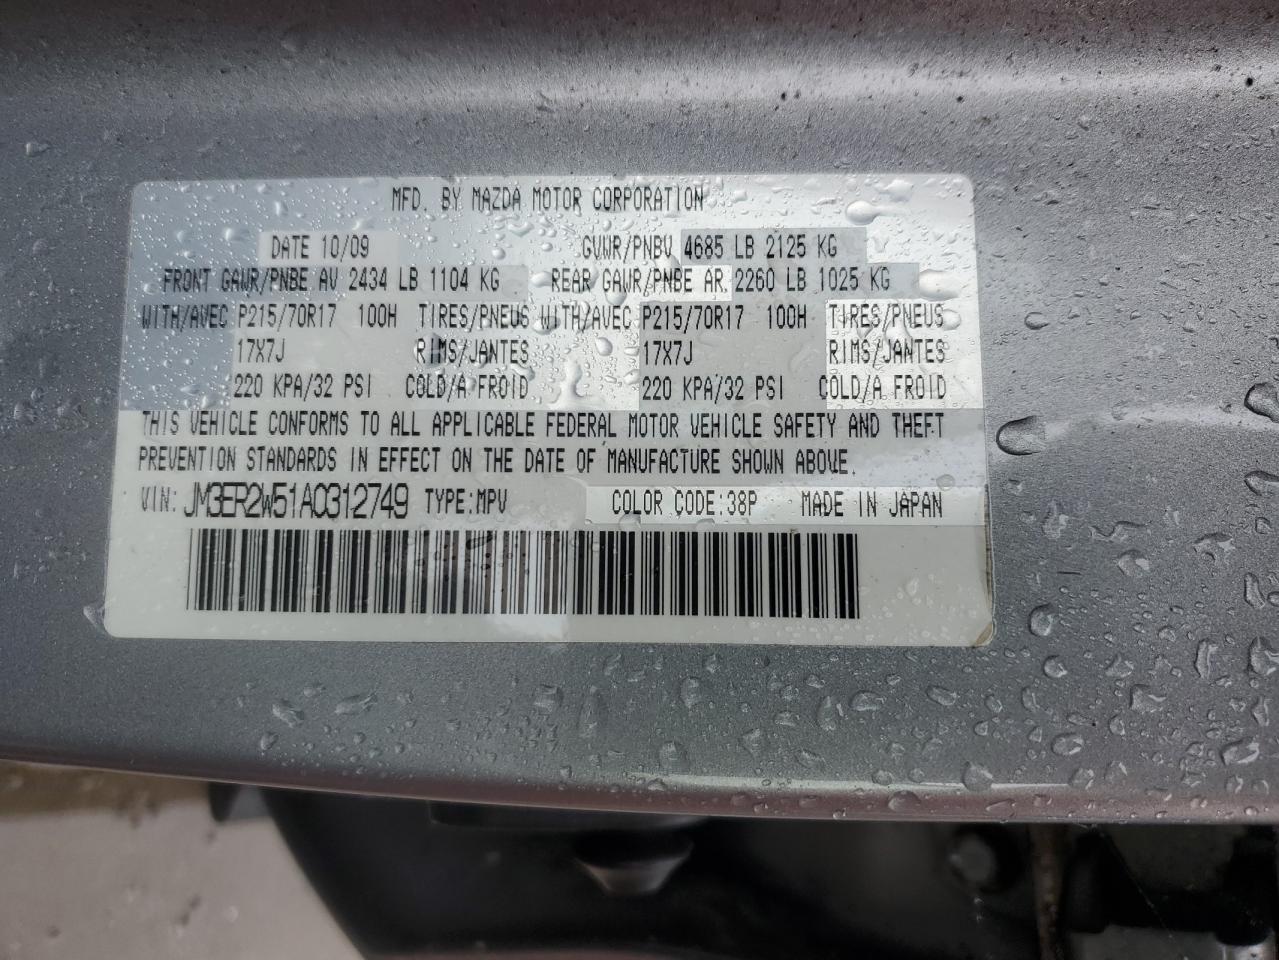 MFD. BY MAZDA MOTOR CORPORATION
DATE 10/09 GVWR/PNBV 4685 LB 2125 KG
FRONT GAWR/PNBE AV 2434 LB 1104 KG REAR GAWR/PNBE AR 2260 LB 1025 KG
WITH/AVEC P215/70R17 100H TIRES/PNEUS WITH/AVEC P215/70R17 100H TIRES/PNEUS
17X7J RIMS/JANTES 17X7J RIMS/JANTES
220 KPA/32 PSI COLD/A FROID 220 KPA/32 PSI COLD/A FROID
THIS VEHICLE CONFORMS TO ALL APPLICABLE FEDERAL MOTOR VEHICLE SAFETY AND THEFT
PREVENTION STANDARDS IN EFFECT ON THE DATE OF MANUFACTURE SHOWN ABOVE.
VIN: JM3ER2W51A0312749 TYPE:MPV COLOR CODE:38P MADE IN JAPAN